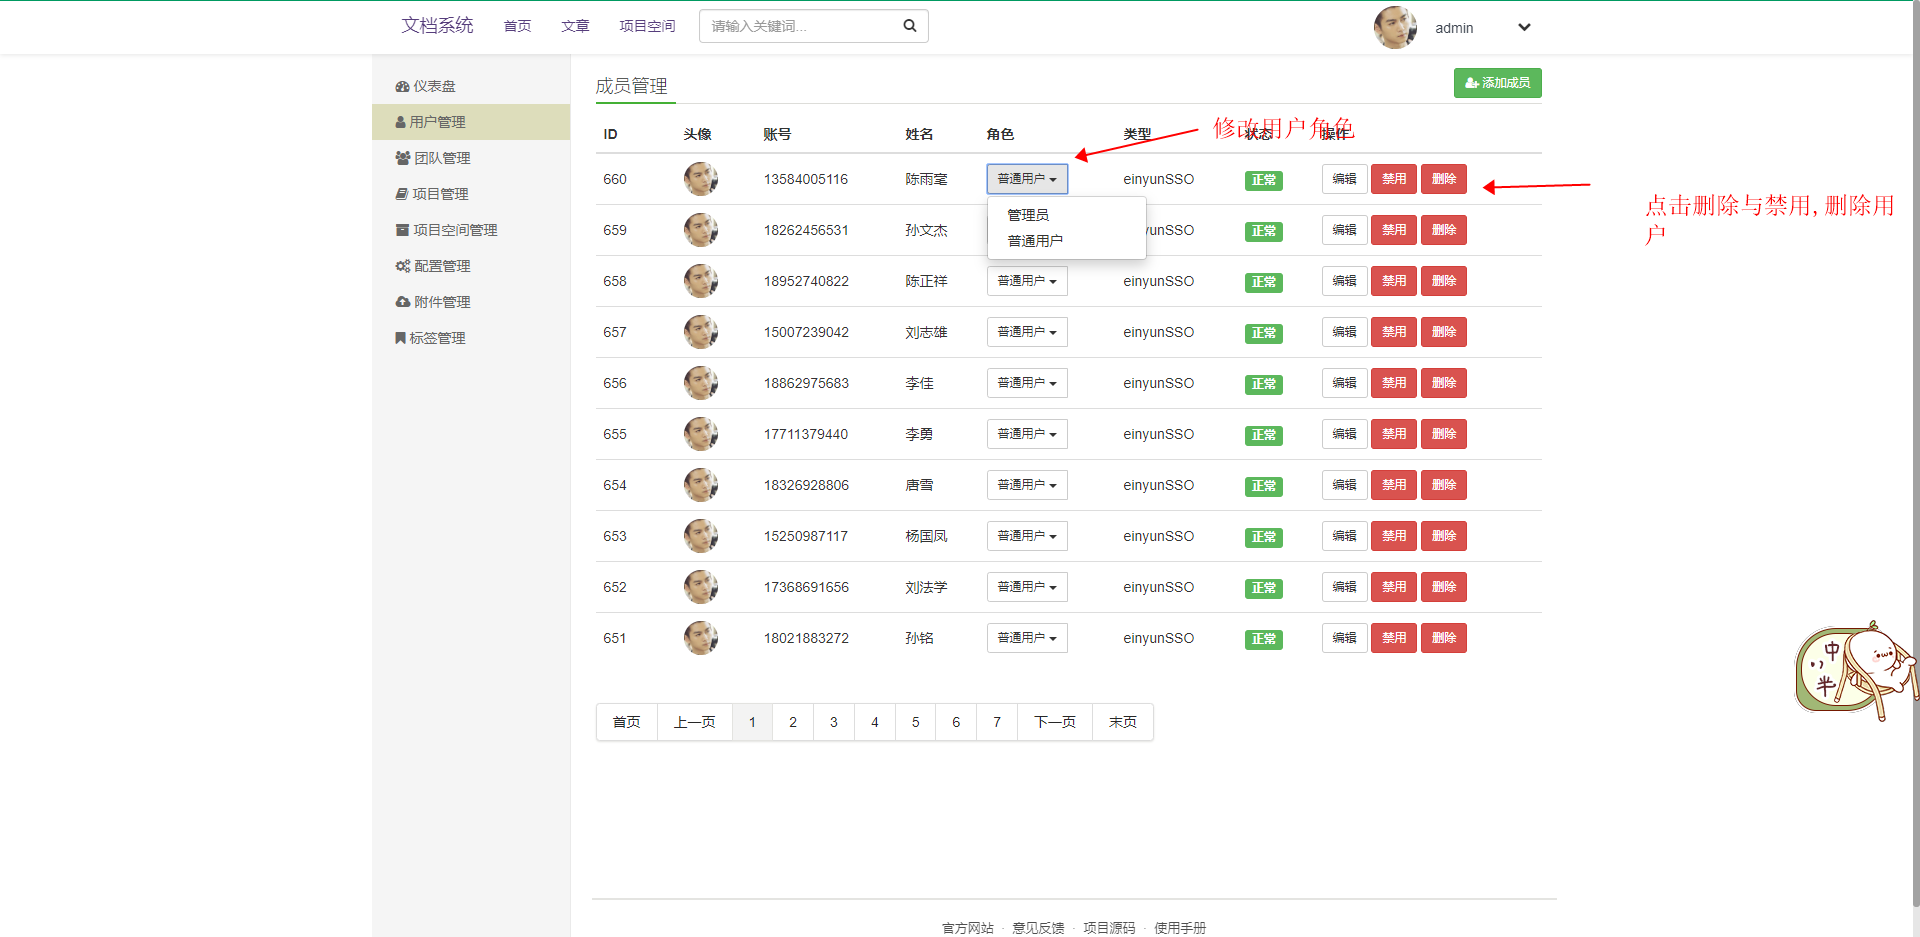 文档系统 首页 文章 项目空间 请输入关键词... admin
仪表盘
用户管理
团队管理
项目管理
项目空间管理
配置管理
附件管理
标签管理
成员管理 添加成员
修改用户角色
ID 头像 账号 姓名 角色 类型 状态 操作
660 13584005116 陈雨鸾 普通用户 einyunSSO 正常 编辑 禁用 删除
管理员
普通用户
点击删除与禁用, 删除用
户
659 18262456531 孙文杰 yunSSO 正常 编辑 禁用 删除
658 18952740822 陈正祥 普通用户 einyunSSO 正常 编辑 禁用 删除
657 15007239042 刘志雄 普通用户 einyunSSO 正常 编辑 禁用 删除
656 18862975683 李佳 普通用户 einyunSSO 正常 编辑 禁用 删除
655 17711379440 李勇 普通用户 einyunSSO 正常 编辑 禁用 删除
654 18326928806 唐雪 普通用户 einyunSSO 正常 编辑 禁用 删除
653 15250987117 杨国凤 普通用户 einyunSSO 正常 编辑 禁用 删除
652 17368691656 刘法学 普通用户 einyunSSO 正常 编辑 禁用 删除
651 18021883272 孙铭 普通用户 einyunSSO 正常 编辑 禁用 删除
中
半
首页 上一页 1 2 3 4 5 6 7 下一页 末页
官方网站 · 意见反馈 · 项目源码 · 使用手册